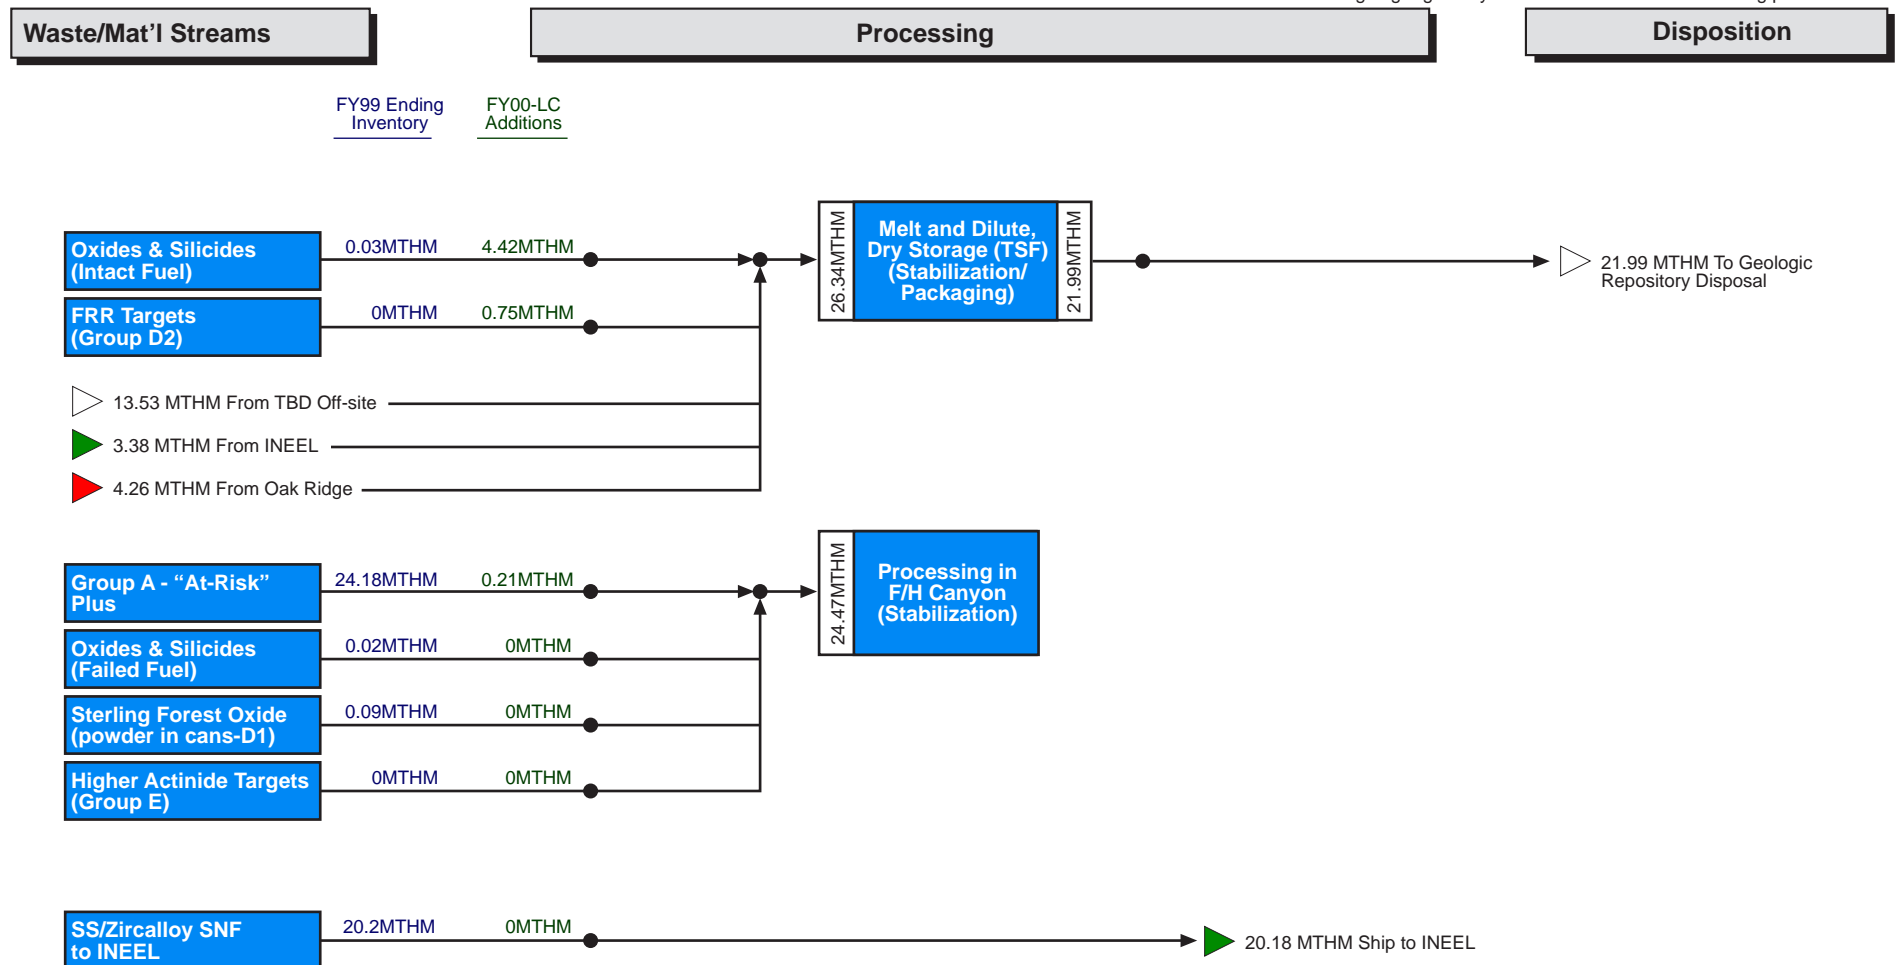 Waste/Mat'l Streams
Processing
Disposition
FY99 Ending
Inventory
FY00-LC
Additions
Oxides & Silicides
(Intact Fuel)
0.03MTHM
4.42MTHM
FRR Targets
(Group D2)
0MTHM
0.75MTHM
13.53 MTHM From TBD Off-site
3.38 MTHM From INEEL
4.26 MTHM From Oak Ridge
26.34MTHM
Melt and Dilute,
Dry Storage (TSF)
(Stabilization/
Packaging)
21.99MTHM
21.99 MTHM To Geologic
Repository Disposal
Group A - “At-Risk”
Plus
24.18MTHM
0.21MTHM
Oxides & Silicides
(Failed Fuel)
0.02MTHM
0MTHM
Sterling Forest Oxide
(powder in cans-D1)
0.09MTHM
0MTHM
Higher Actinide Targets
(Group E)
0MTHM
0MTHM
24.47MTHM
Processing in
F/H Canyon
(Stabilization)
SS/Zircalloy SNF
to INEEL
20.2MTHM
0MTHM
20.18 MTHM Ship to INEEL